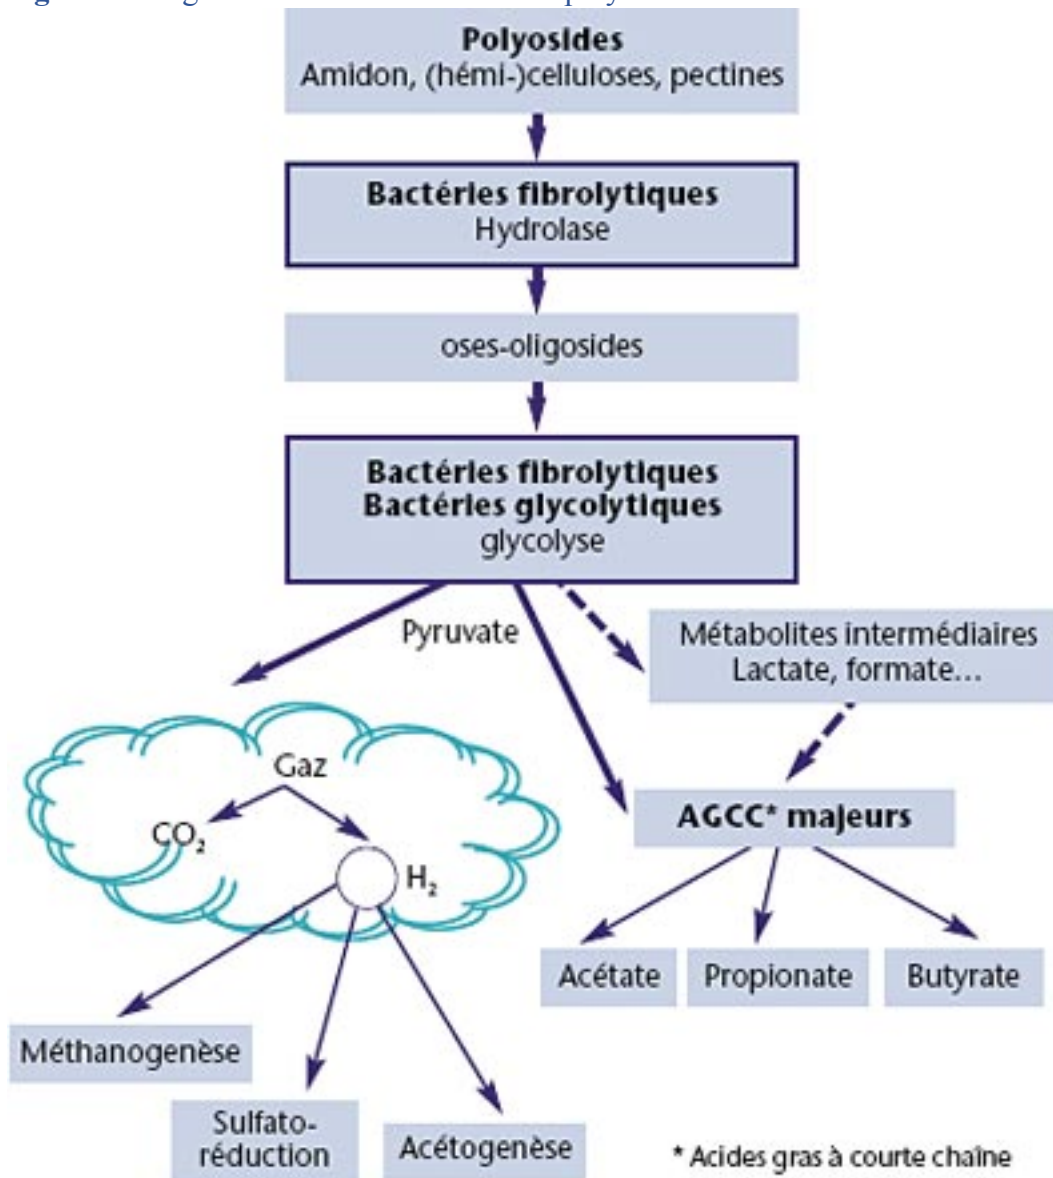 Polyosides
Amidon, (hémi-)celluloses, pectines
Bactéries fibrolytiques
Hydrolase
oses-oligosides
Bactéries fibrolytiques
Bactéries glycolytiques
glycolyse
Pyruvate
Métabolites intermédiaires
Lactate, formate...
Gaz
CO₂
H₂
AGCC* majeurs
Acétate
Propionate
Butyrate
Méthanogenèse
Sulfato-
réduction
Acétogenèse
* Acides gras à courte chaîne